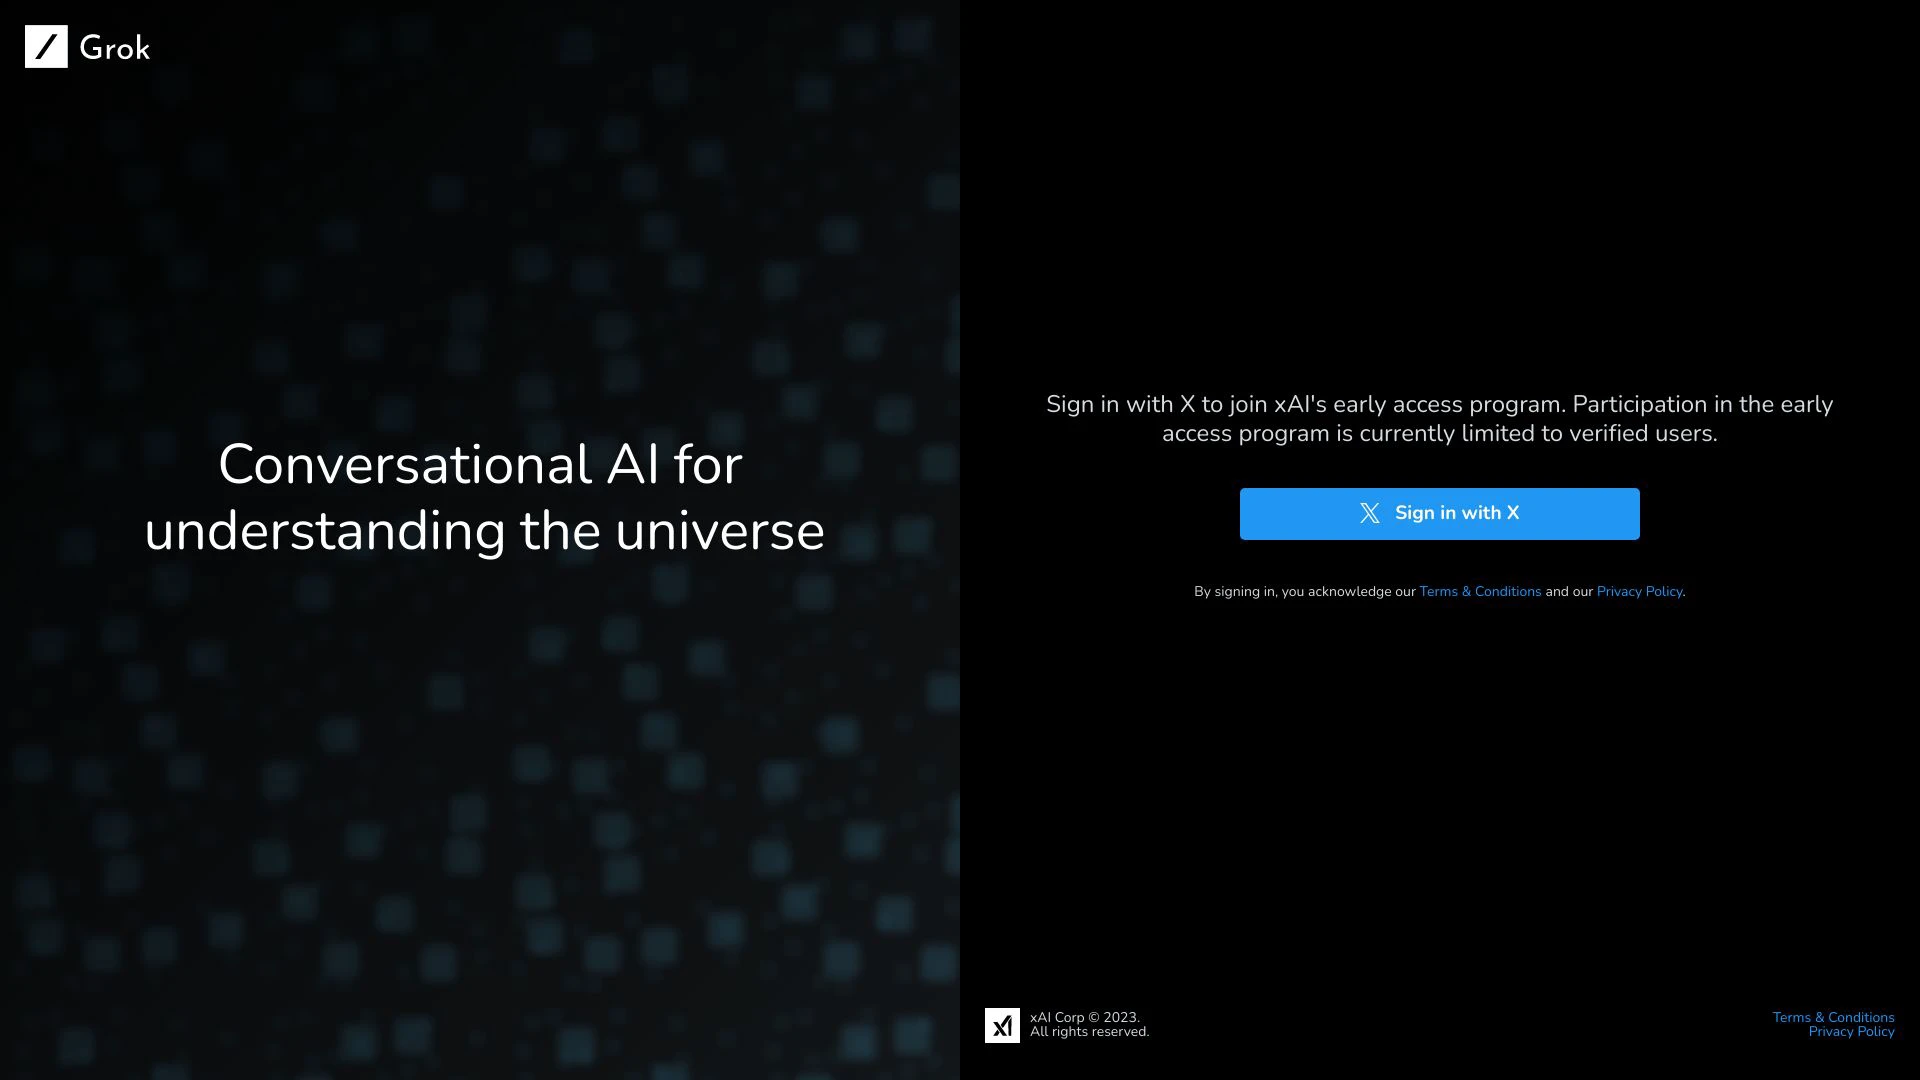 Grok
Conversational AI for
understanding the universe
Sign in with X to join xAI's early access program. Participation in the early
access program is currently limited to verified users.
Sign in with X
By signing in, you acknowledge our Terms & Conditions and our Privacy Policy.
xAI Corp © 2023.
All rights reserved.
Terms & Conditions
Privacy Policy